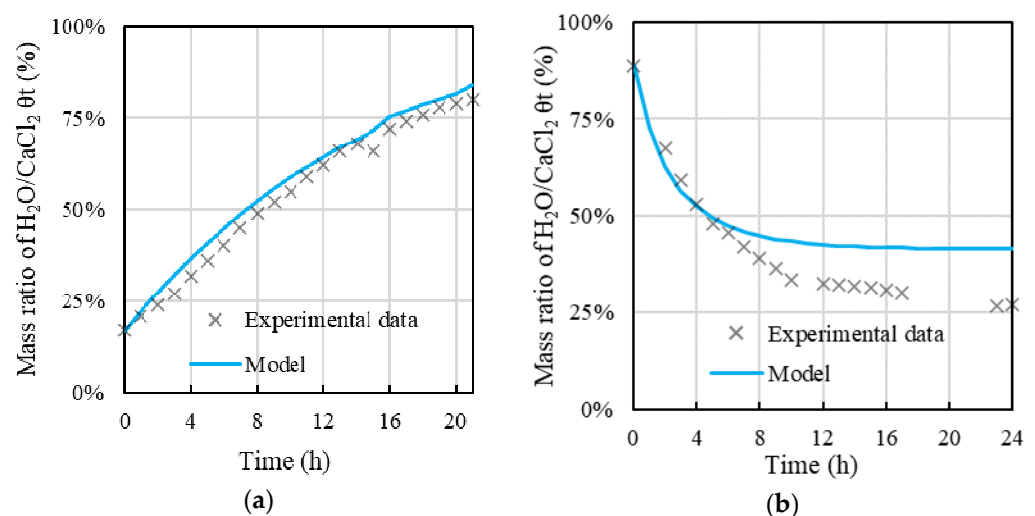 Mass ratio of H₂O/CaCl₂ θt (%)
100%
75%
50%
25%
0%
Experimental data
Model
0 4 8 12 16 20
Time (h)
(a)
Mass ratio of H₂O/CaCl₂ θt (%)
100%
75%
50%
25%
0%
Experimental data
Model
0 4 8 12 16 20 24
Time (h)
(b)